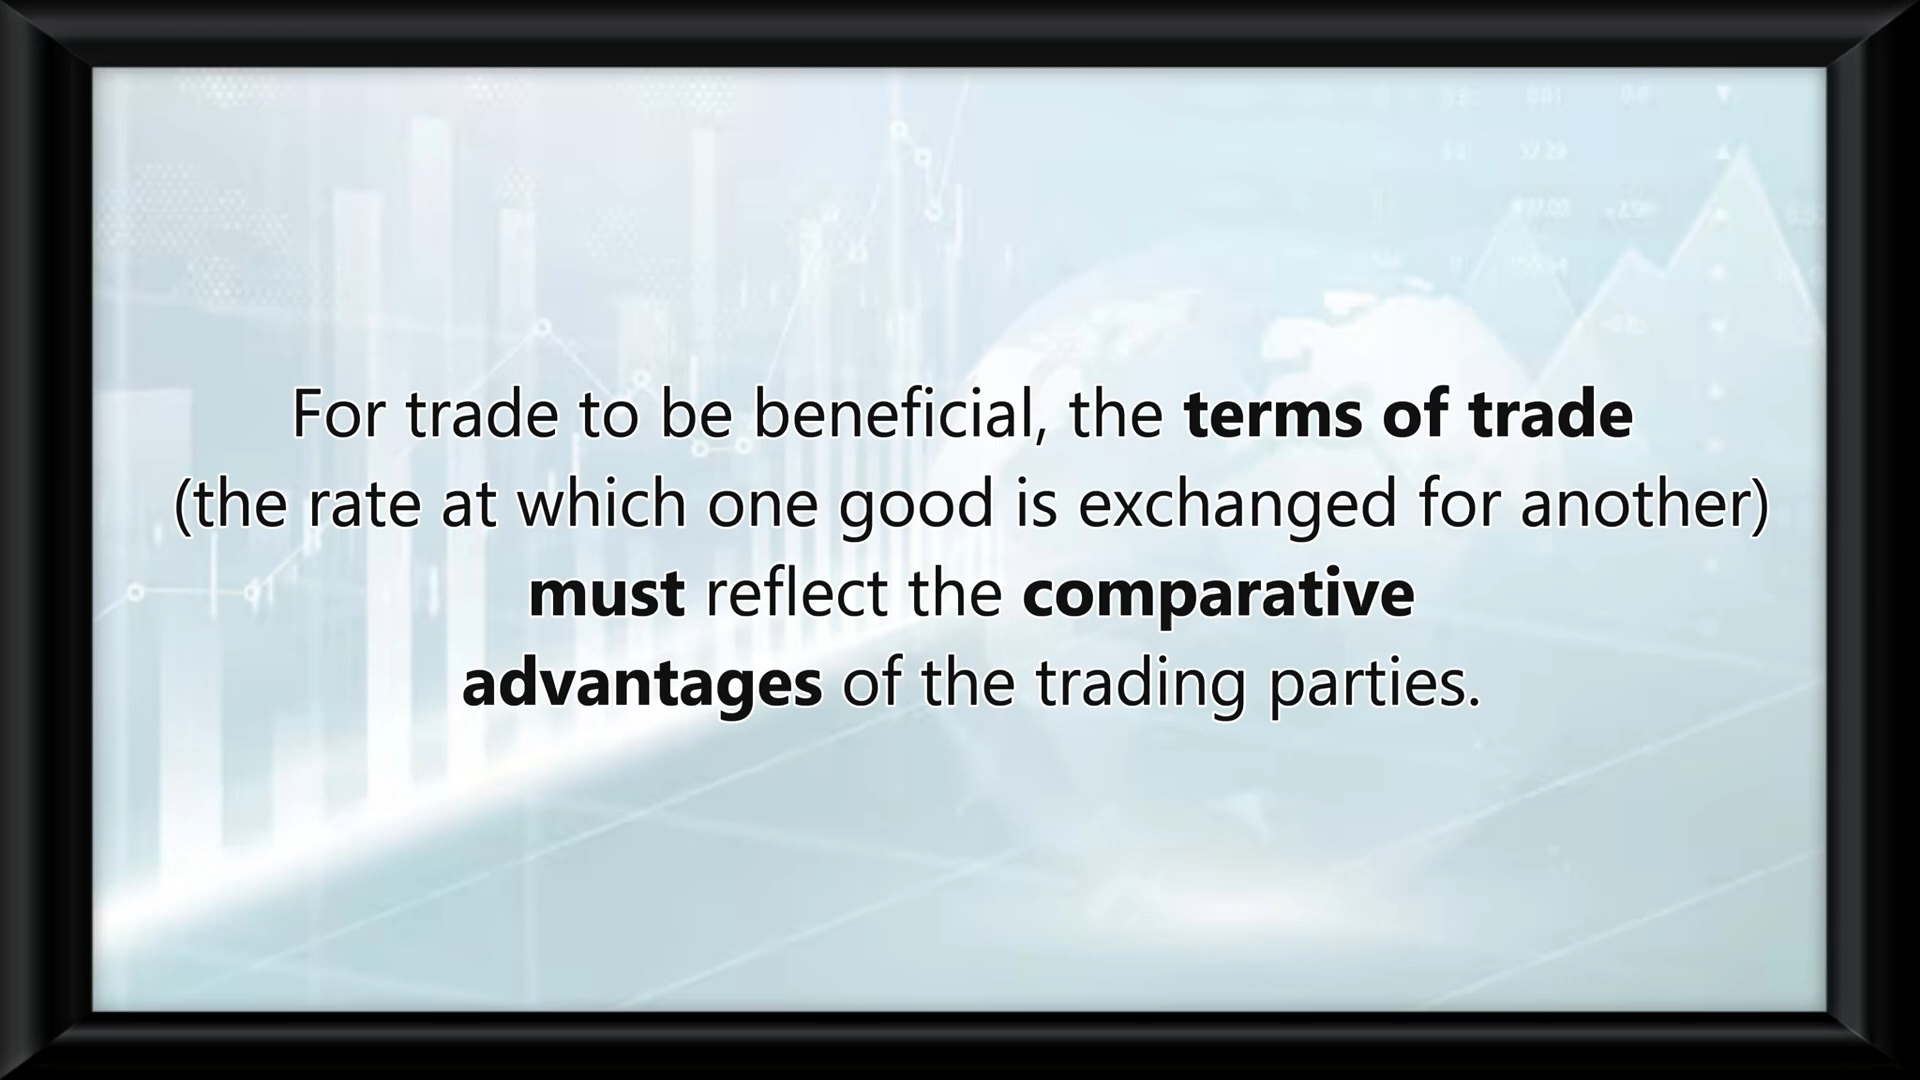 For trade to be beneficial, the terms of trade
(the rate at which one good is exchanged for another)
must reflect the comparative
advantages of the trading parties.